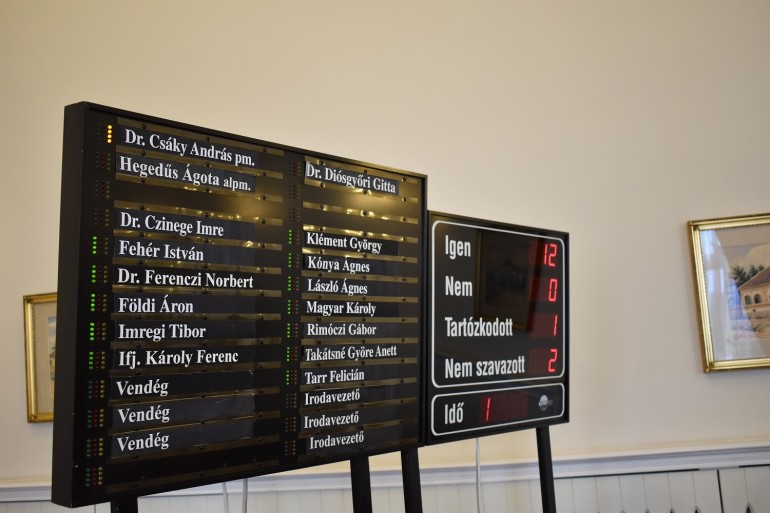 Dr. Csáky András pm.
Hegedűs Ágota alpm.
Dr. Czinege Imre
Fehér István
Dr. Ferenczi Norbert
Földi Áron
Imregi Tibor
Ifj. Károly Ferenc
Vendég
Vendég
Vendég
Dr. Diósgyőri Gitta
Klément György
Kónya Ágnes
László Ágnes
Magyar Károly
Rimóczi Gábor
Takátsné Györe Anett
Tarr Felicián
Irodavezető
Irodavezető
Irodavezető
Igen 12
Nem 0
Tartózkodott 1
Nem szavazott 2
Idő 1